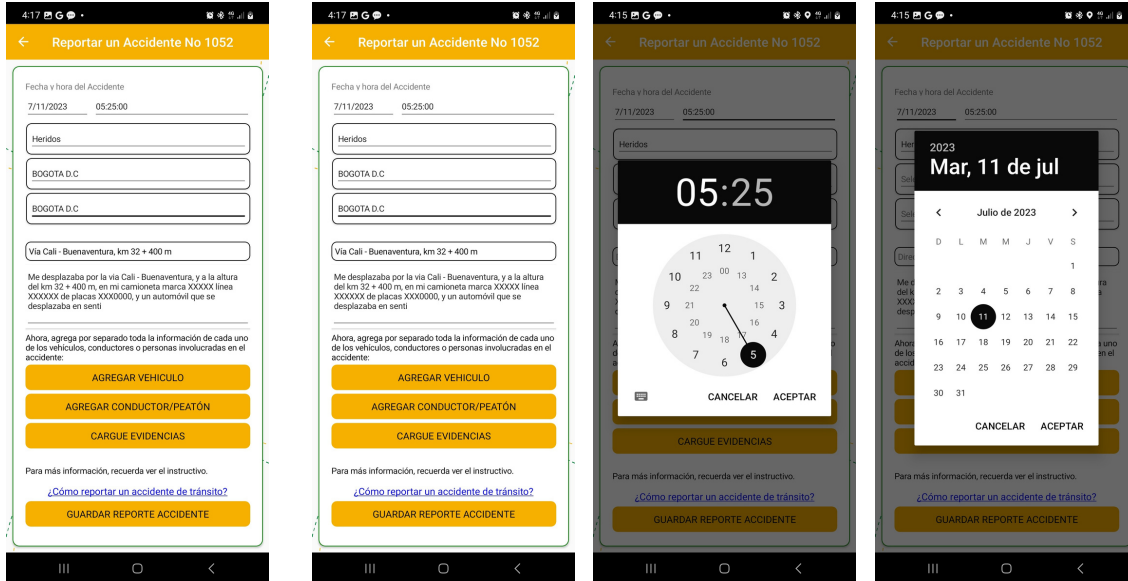 4:17
Reportar un Accidente No 1052
Fecha y hora del Accidente
7/11/2023 05:25:00
Heridos
BOGOTA D.C
BOGOTA D.C
Vía Cali - Buenaventura, km 32 + 400 m
Me desplazaba por la via Cali - Buenaventura, y a la altura
del km 32 + 400 m, en mi camioneta marca XXXXX línea
XXXXXX de placas XXX0000, y un automóvil que se
desplazaba en senti
Ahora, agrega por separado toda la información de cada uno
de los vehículos, conductores o personas involucradas en el
accidente:
AGREGAR VEHICULO
AGREGAR CONDUCTOR/PEATÓN
CARGUE EVIDENCIAS
Para más información, recuerda ver el instructivo.
¿Cómo reportar un accidente de tránsito?
GUARDAR REPORTE ACCIDENTE
4:17
Reportar un Accidente No 1052
Fecha y hora del Accidente
7/11/2023 05:25:00
Heridos
BOGOTA D.C
BOGOTA D.C
Vía Cali - Buenaventura, km 32 + 400 m
Me desplazaba por la via Cali - Buenaventura, y a la altura
del km 32 + 400 m, en mi camioneta marca XXXXX línea
XXXXXX de placas XXX0000, y un automóvil que se
desplazaba en senti
Ahora, agrega por separado toda la información de cada uno
de los vehículos, conductores o personas involucradas en el
accidente:
AGREGAR VEHICULO
AGREGAR CONDUCTOR/PEATÓN
CARGUE EVIDENCIAS
Para más información, recuerda ver el instructivo.
¿Cómo reportar un accidente de tránsito?
GUARDAR REPORTE ACCIDENTE
4:15
Reportar un Accidente No 1052
Fecha y hora del Accidente
7/11/2023 05:25:00
Heridos
05:25
12
11 1
00
23 13
10 2
22 14
9 21 15 3
20 16
8 4
19 17
18
7 5
6
CANCELAR ACEPTAR
CARGUE EVIDENCIAS
Para más información, recuerda ver el instructivo.
¿Cómo reportar un accidente de tránsito?
GUARDAR REPORTE ACCIDENTE
4:15
Reportar un Accidente No 1052
Fecha y hora del Accidente
7/11/2023 05:25:00
2023
Mar, 11 de jul
Julio de 2023
D L M M J V S
1
2 3 4 5 6 7 8
9 10 11 12 13 14 15
16 17 18 19 20 21 22
23 24 25 26 27 28 29
30 31
CANCELAR ACEPTAR
Para más información, recuerda ver el instructivo.
¿Cómo reportar un accidente de tránsito?
GUARDAR REPORTE ACCIDENTE